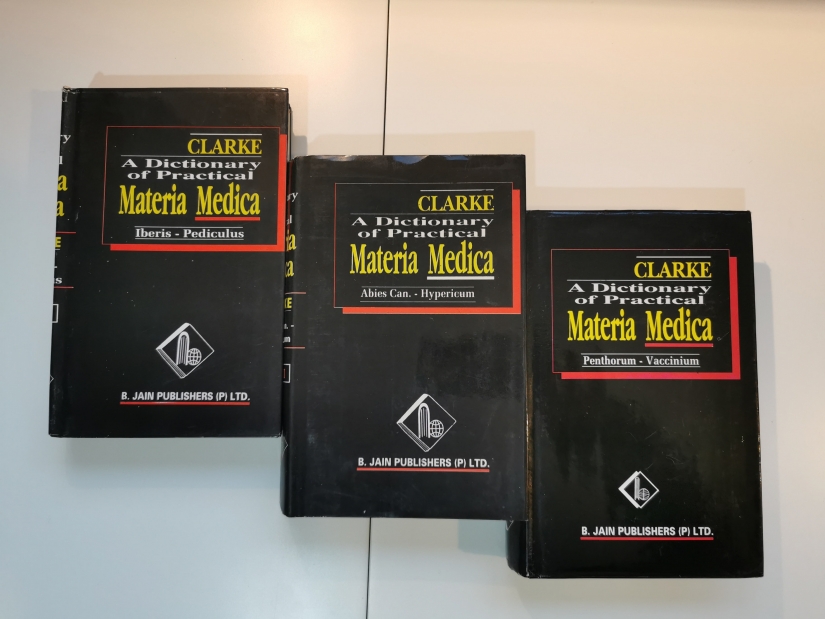 CLARKE
A Dictionary
of Practical
Materia Medica
Iberis - Pediculus
B. JAIN PUBLISHERS (P) LTD.
CLARKE
A Dictionary
of Practical
Materia Medica
Abies Can. - Hypericum
B. JAIN PUBLISHERS (P) LTD.
CLARKE
A Dictionary
of Practical
Materia Medica
Penthorum - Vaccinium
B. JAIN PUBLISHERS (P) LTD.